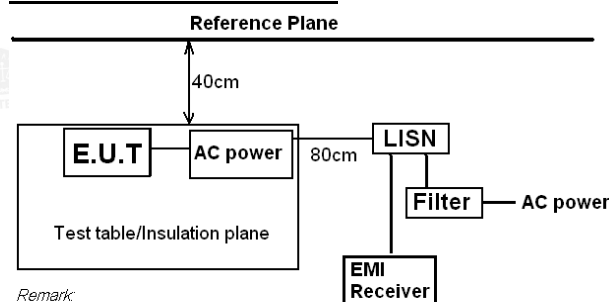 Reference Plane
40cm
E.U.T
AC power
80cm
LISN
Filter
AC power
Test table/Insulation plane
EMI
Receiver
Remark: